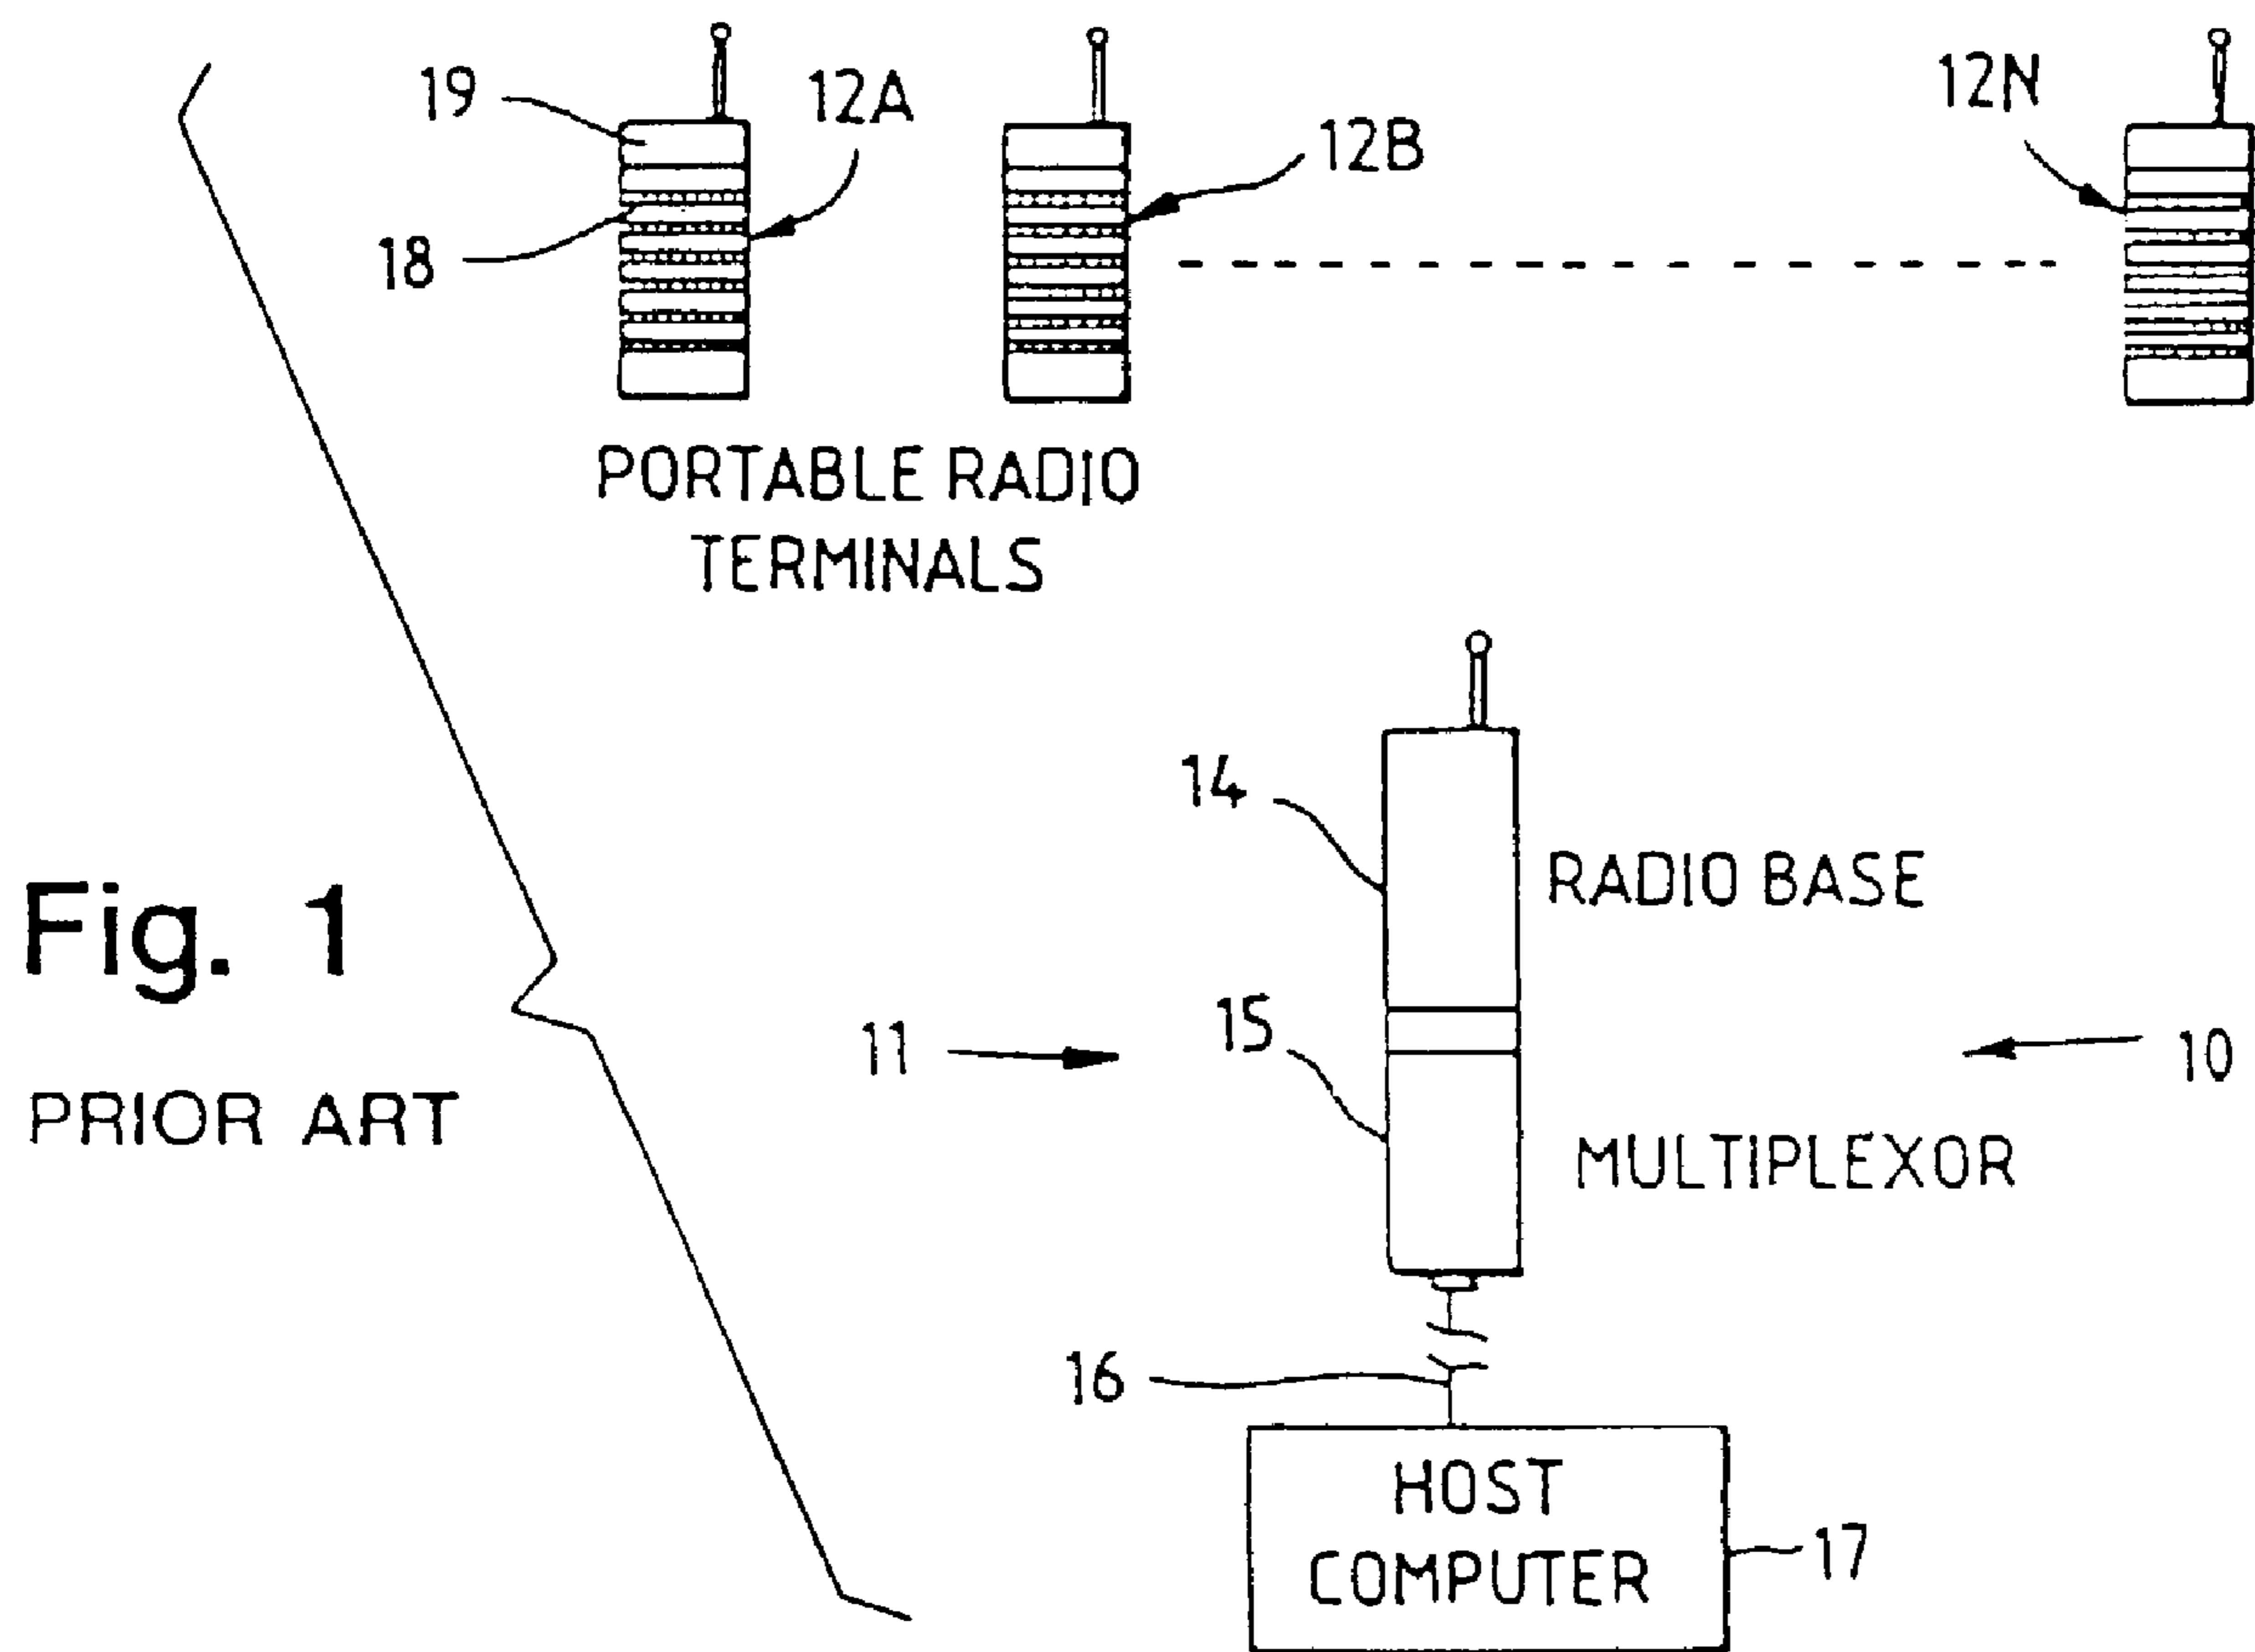 19
12A
12B
12N
18
PORTABLE RADIO
TERMINALS
14
RADIO BASE
Fig. 1
15
11
10
PRIOR ART
MULTIPLEXOR
16
HOST
COMPUTER
17